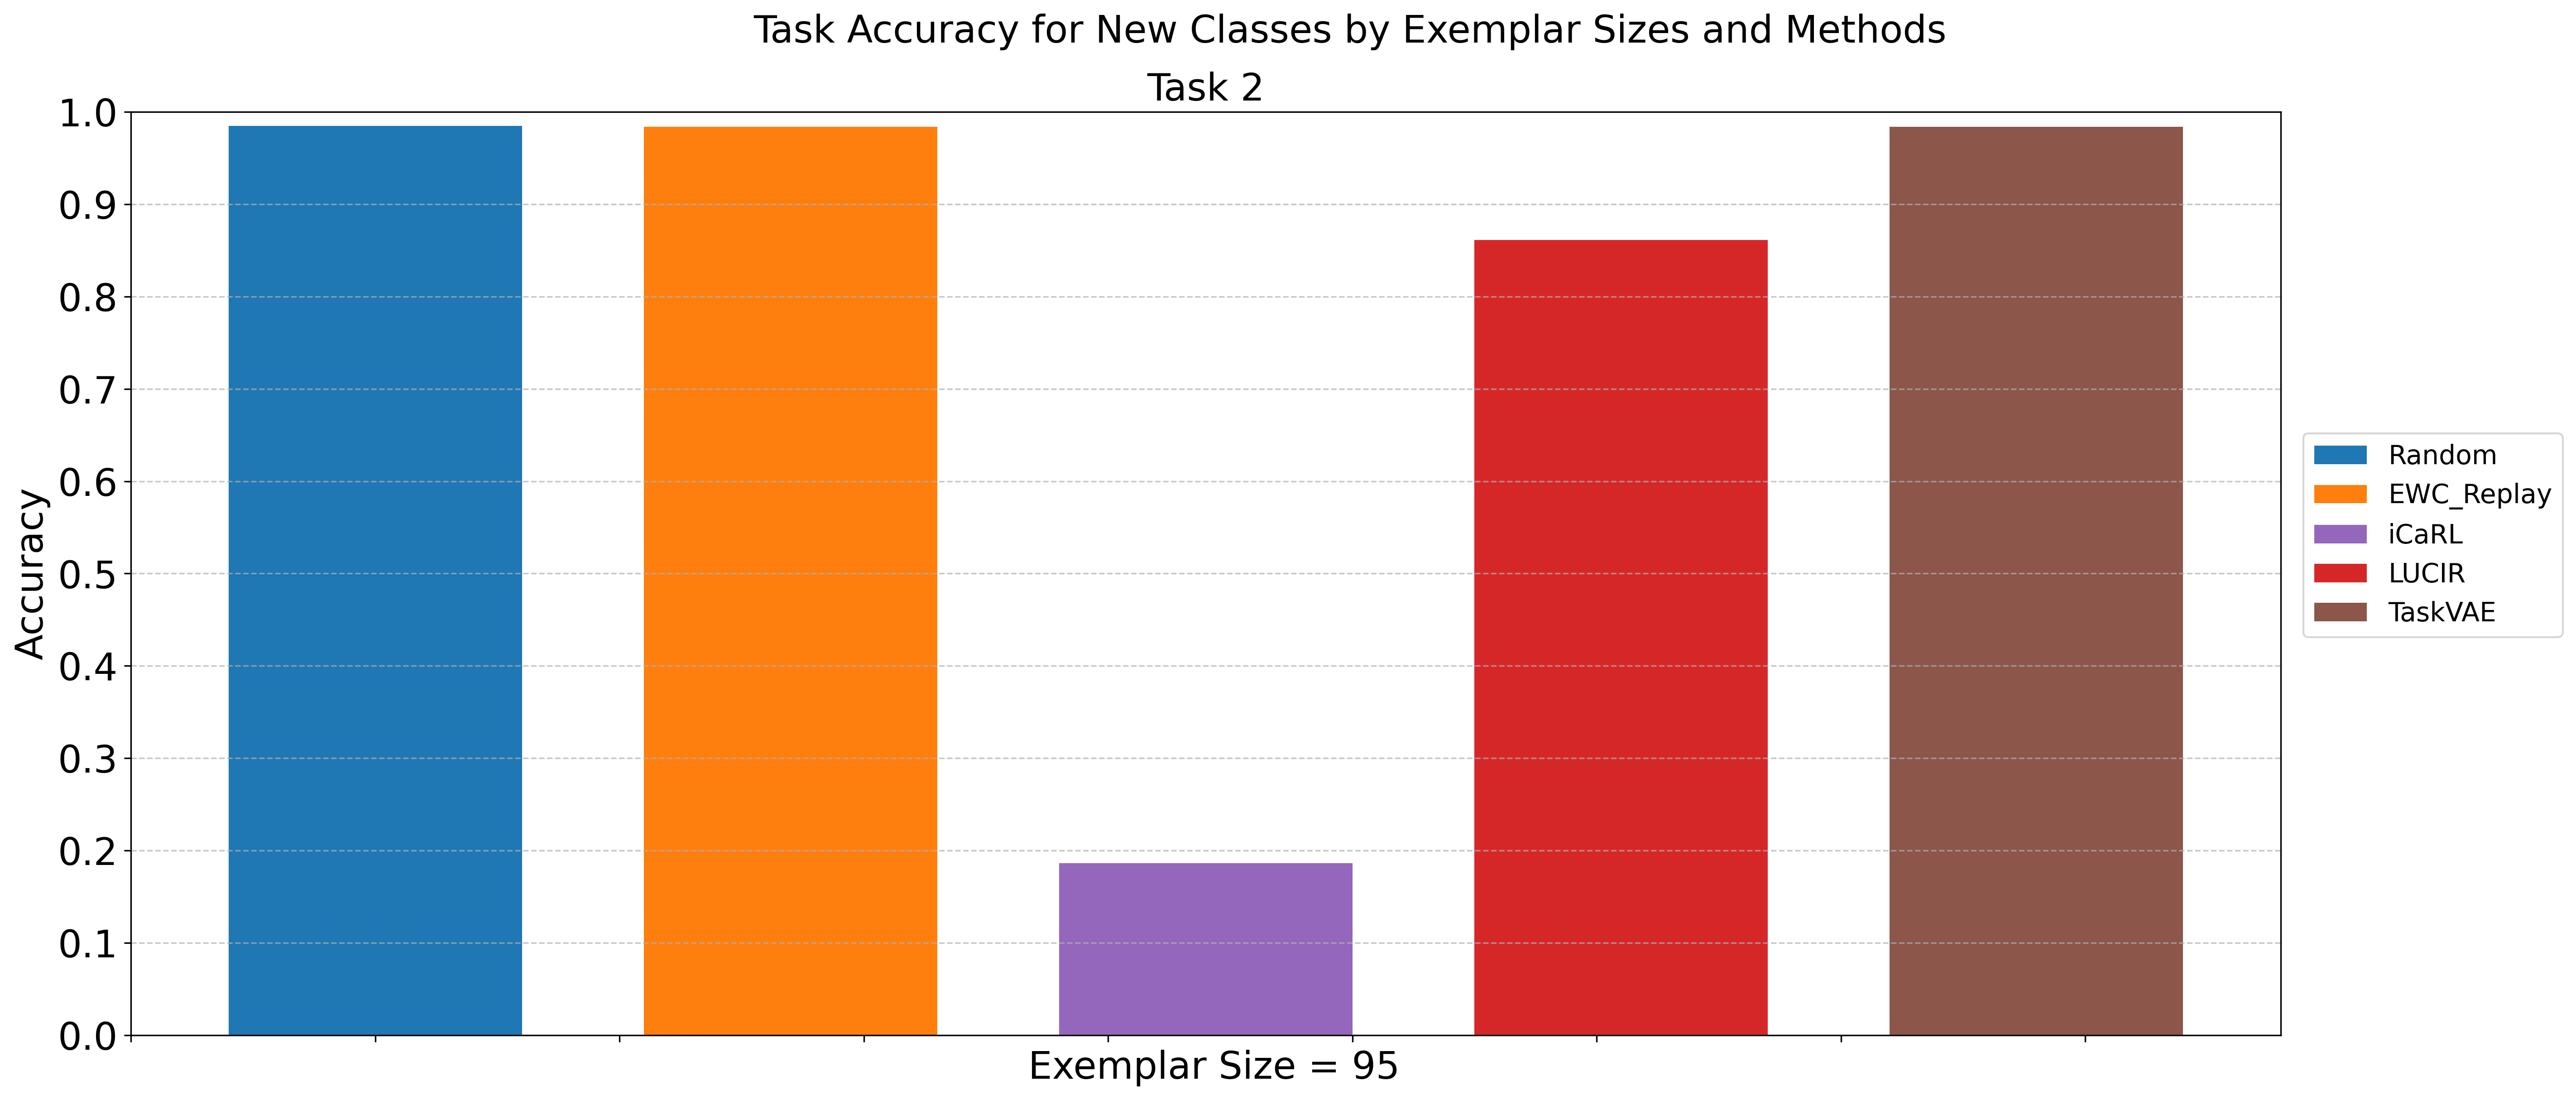 Task Accuracy for New Classes by Exemplar Sizes and Methods
Task 2
1.0
0.9
0.8
0.7
0.6
0.5
0.4
0.3
0.2
0.1
0.0
Accuracy
Exemplar Size = 95
Random
EWC_Replay
iCaRL
LUCIR
TaskVAE